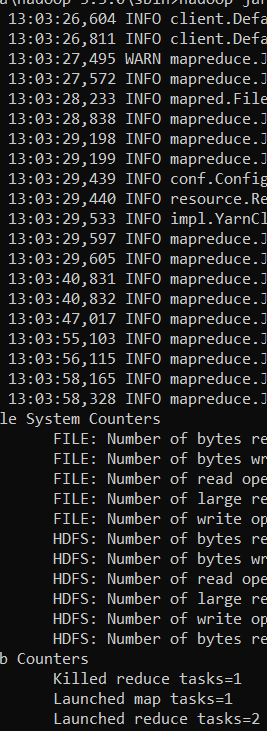 a\hadoop-3.3.0\sbin>hadoop jar
13:03:26,604 INFO client.Defa
13:03:26,811 INFO client.Defa
13:03:27,495 WARN mapreduce.J
13:03:27,572 INFO mapreduce.J
13:03:28,233 INFO mapred.File
13:03:28,838 INFO mapreduce.J
13:03:29,198 INFO mapreduce.J
13:03:29,199 INFO mapreduce.J
13:03:29,439 INFO conf.Config
13:03:29,440 INFO resource.Re
13:03:29,533 INFO impl.YarnCl
13:03:29,597 INFO mapreduce.J
13:03:29,605 INFO mapreduce.J
13:03:40,831 INFO mapreduce.J
13:03:40,832 INFO mapreduce.J
13:03:47,017 INFO mapreduce.J
13:03:55,103 INFO mapreduce.J
13:03:56,115 INFO mapreduce.J
13:03:58,165 INFO mapreduce.J
13:03:58,328 INFO mapreduce.J
le System Counters
FILE: Number of bytes re
FILE: Number of bytes wr
FILE: Number of read ope
FILE: Number of large re
FILE: Number of write op
HDFS: Number of bytes re
HDFS: Number of bytes wr
HDFS: Number of read ope
HDFS: Number of large re
HDFS: Number of write op
HDFS: Number of bytes re
b Counters
Killed reduce tasks=1
Launched map tasks=1
Launched reduce tasks=2